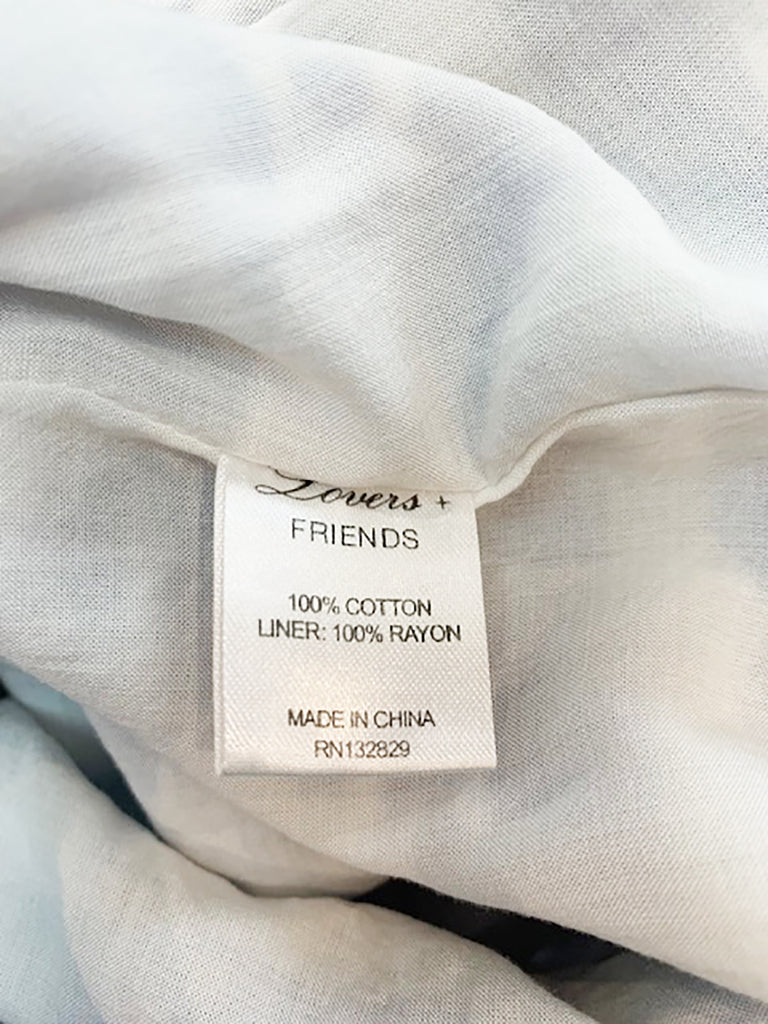 Lovers +
FRIENDS
100% COTTON
LINER: 100% RAYON
MADE IN CHINA
RN132829